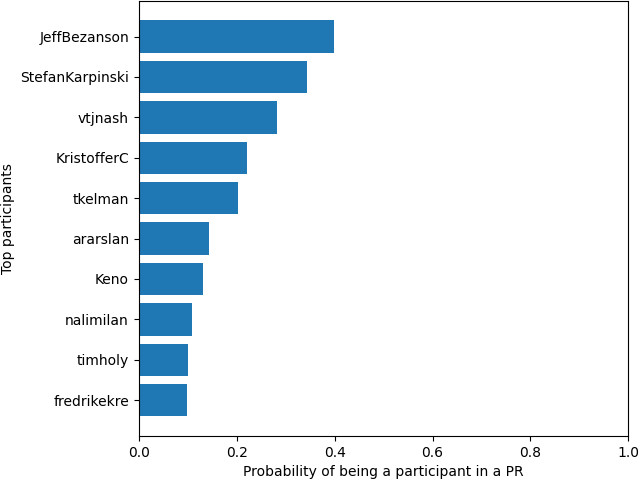 JeffBezanson
StefanKarpinski
vtjnash
KristofferC
tkelman
ararslan
Keno
nalimilan
timholy
fredrikekre
Top participants
0.0 0.2 0.4 0.6 0.8 1.0
Probability of being a participant in a PR